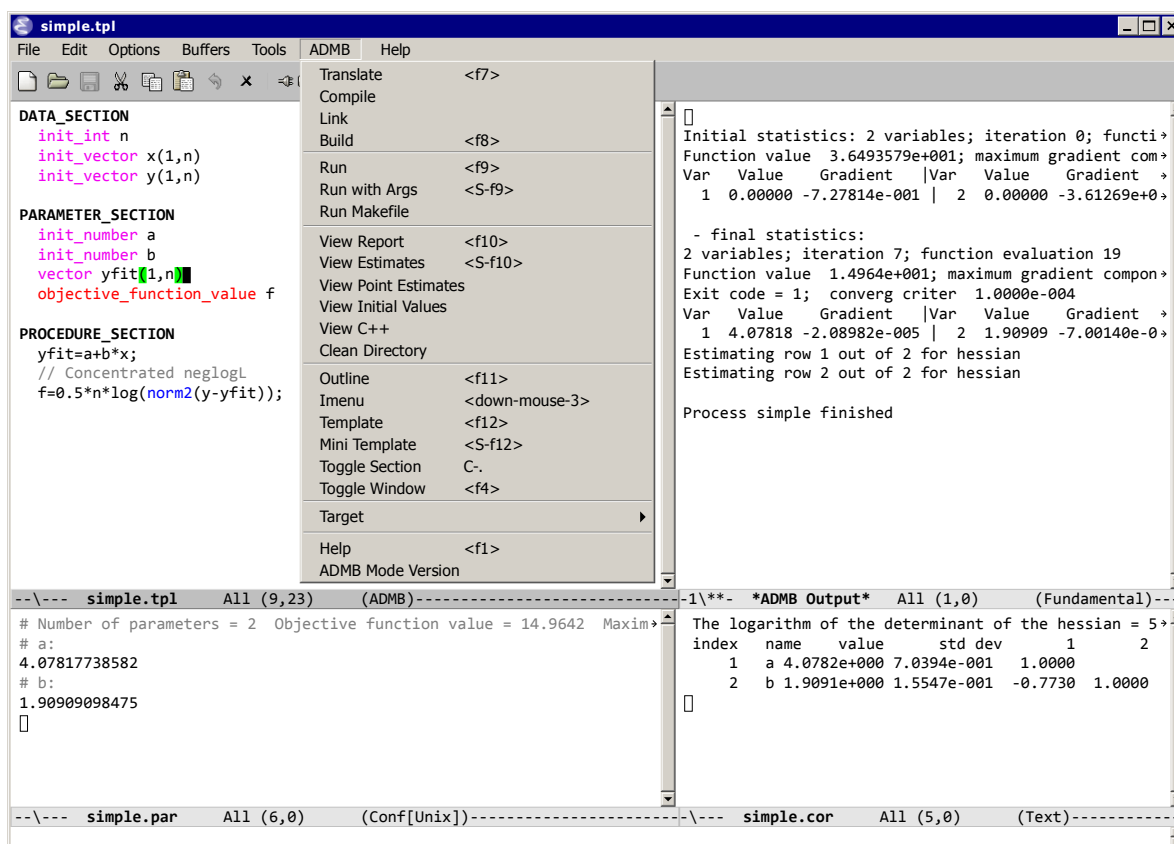 simple.tpl
File Edit Options Buffers Tools ADMB Help
DATA_SECTION
  init_int n
  init_vector x(1,n)
  init_vector y(1,n)
PARAMETER_SECTION
  init_number a
  init_number b
  vector yfit(1,n)
  objective_function_value f
PROCEDURE_SECTION
  yfit=a+b*x;
  // Concentrated neglogL
  f=0.5*n*log(norm2(y-yfit));
--\--- simple.tpl All (9,23) (ADMB)-----------------------------
Translate <f7>
Compile
Link
Build <f8>
Run <f9>
Run with Args <S-f9>
Run Makefile
View Report <f10>
View Estimates <S-f10>
View Point Estimates
View Initial Values
View C++
Clean Directory
Outline <f11>
Imenu <down-mouse-3>
Template <f12>
Mini Template <S-f12>
Toggle Section C-.
Toggle Window <f4>
Target
Help <f1>
ADMB Mode Version
Initial statistics: 2 variables; iteration 0; functi
Function value 3.6493579e+001; maximum gradient com
Var Value Gradient |Var Value Gradient
1 0.00000 -7.27814e-001 | 2 0.00000 -3.61269e+0
- final statistics:
2 variables; iteration 7; function evaluation 19
Function value 1.4964e+001; maximum gradient compon
Exit code = 1; converg criter 1.0000e-004
Var Value Gradient |Var Value Gradient
1 4.07818 -2.08982e-005 | 2 1.90909 -7.00140e-0
Estimating row 1 out of 2 for hessian
Estimating row 2 out of 2 for hessian
Process simple finished
-1\**- *ADMB Output* All (1,0) (Fundamental)--
# Number of parameters = 2 Objective function value = 14.9642 Maxim
# a:
4.07817738582
# b:
1.90909098475
--\--- simple.par All (6,0) (Conf[Unix])-----------------------
The logarithm of the determinant of the hessian = 5
index name value std dev 1 2
1 a 4.0782e+000 7.0394e-001 1.0000
2 b 1.9091e+000 1.5547e-001 -0.7730 1.0000
-\--- simple.cor All (5,0) (Text)-----------